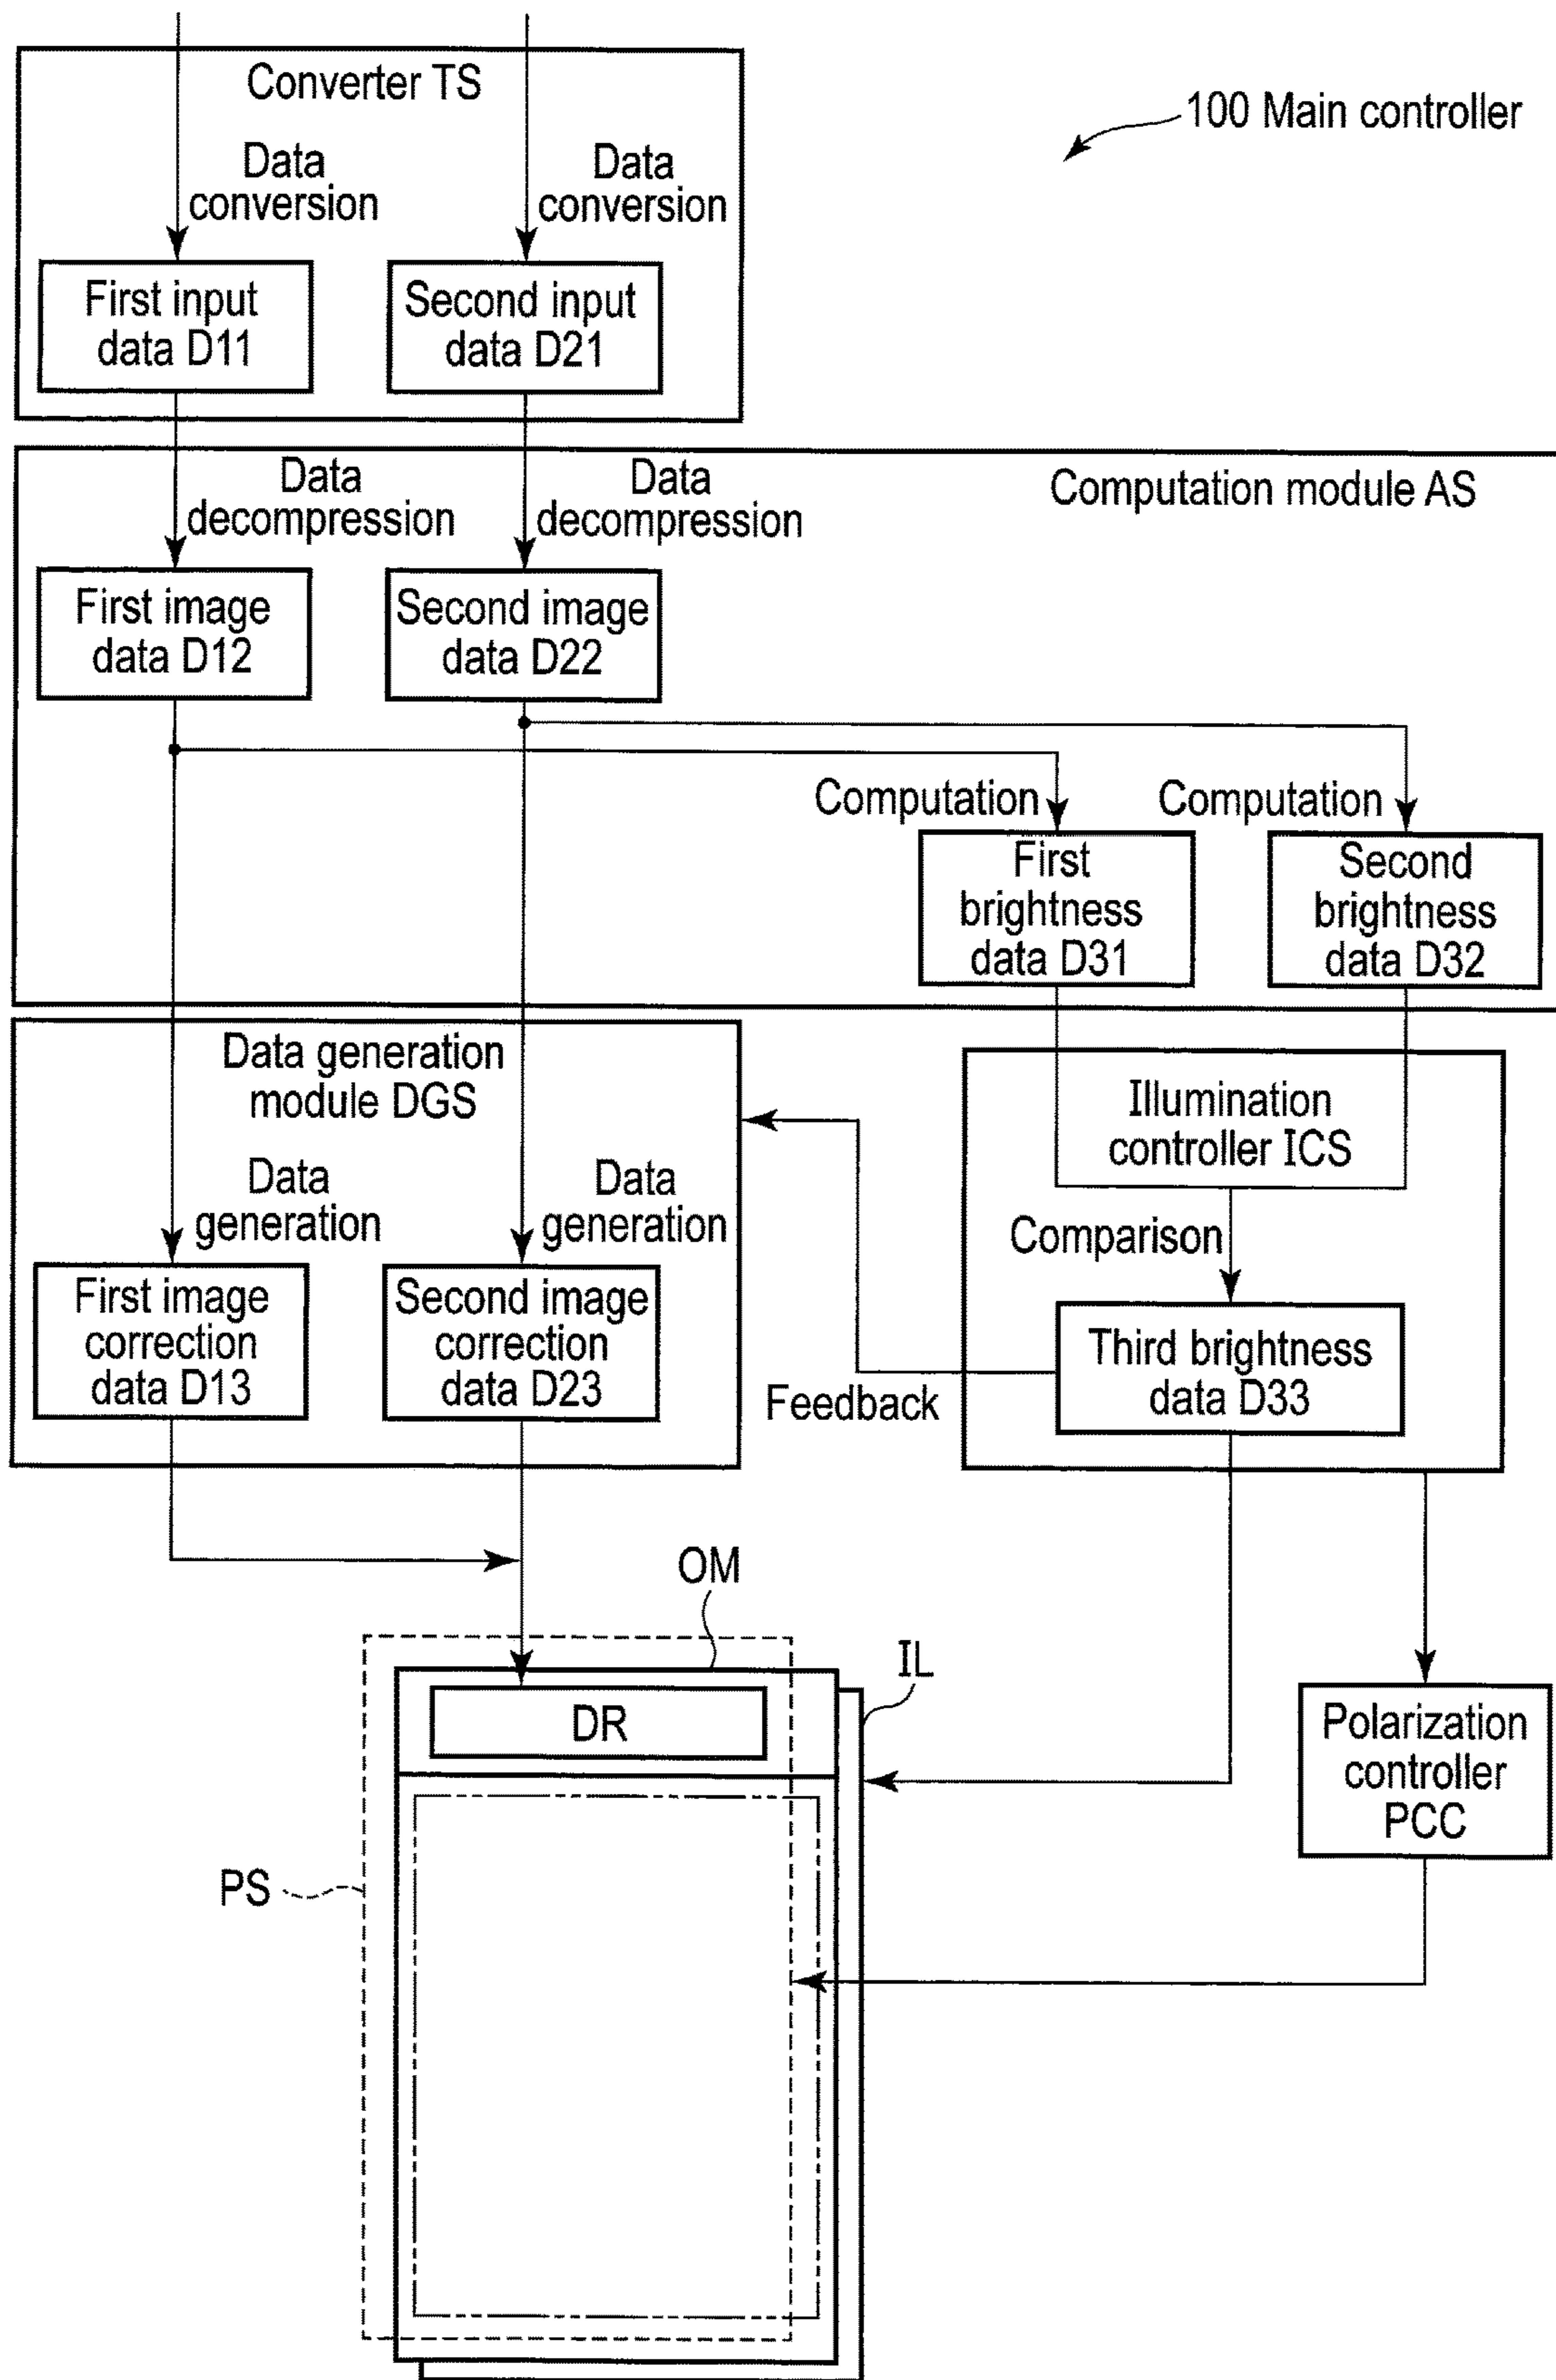 Converter TS
100 Main controller
Data
conversion
Data
conversion
First input
data D11
Second input
data D21
Computation module AS
Data
decompression
Data
decompression
First image
data D12
Second image
data D22
Computation
Computation
First
brightness
data D31
Second
brightness
data D32
Data generation
module DGS
Illumination
controller ICS
Data
generation
Data
generation
Comparison
First image
correction
data D13
Second image
correction
data D23
Third brightness
data D33
Feedback
OM
IL
DR
Polarization
controller
PCC
PS